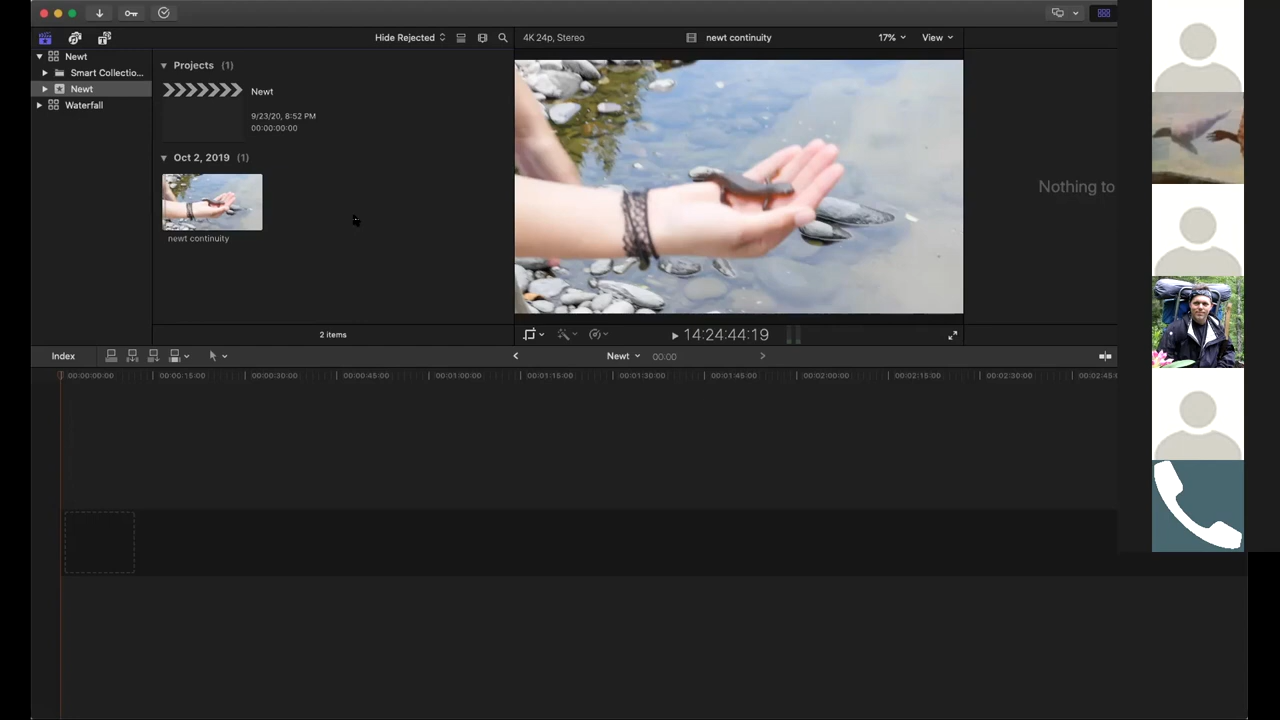 Hide Rejected
4K 24p, Stereo
newt continuity
17%
View
Newt
Smart Collectio...
Newt
Waterfall
Projects (1)
Newt
9/23/20, 8:52 PM
00:00:00:00
Oct 2, 2019 (1)
newt continuity
2 items
Nothing to
14:24:44:19
Index
Newt
00:00
00:00:00:00
00:00:15:00
00:00:30:00
00:00:45:00
00:01:00:00
00:01:15:00
00:01:30:00
00:01:45:00
00:02:00:00
00:02:15:00
00:02:30:00
00:02:45: